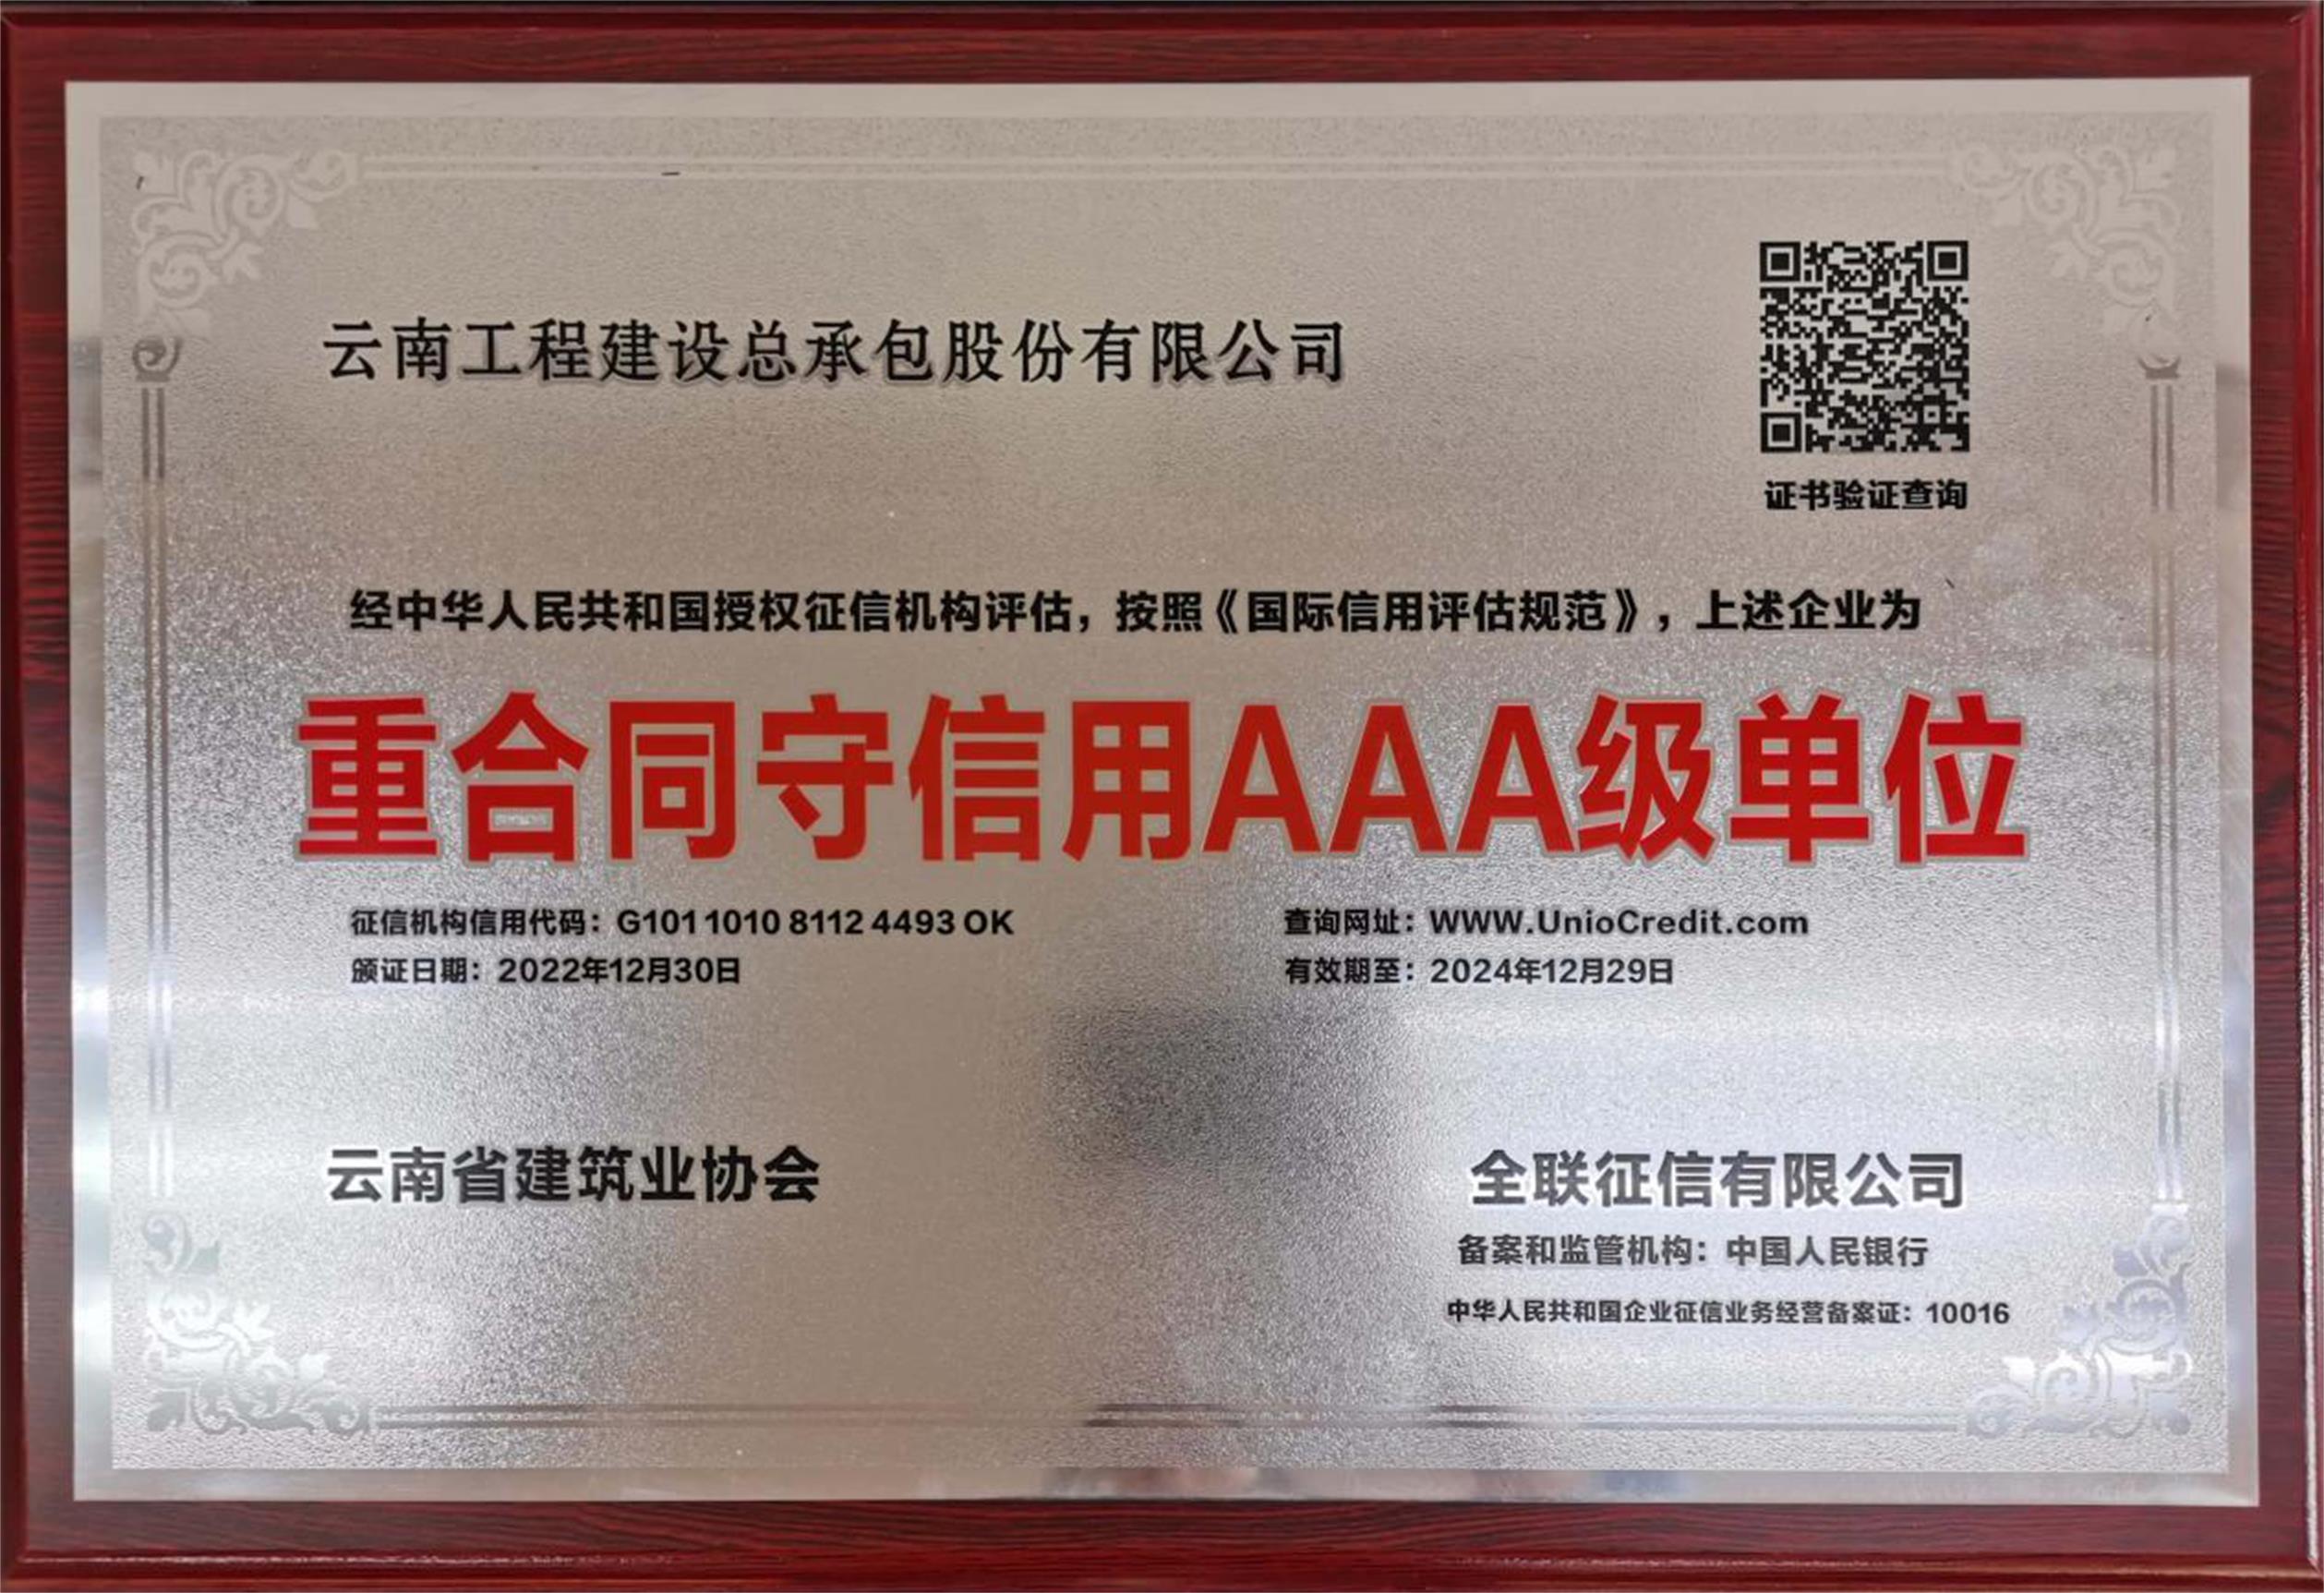 云南工程建设总承包股份有限公司
证书验证查询
经中华人民共和国授权征信机构评估，按照《国际信用评估规范》，上述企业为
重合同守信用AAA级单位
征信机构信用代码：G101 1010 8112 4493 OK
查询网址：WWW.UnioCredit.com
颁证日期：2022年12月30日
有效期至：2024年12月29日
云南省建筑业协会
全联征信有限公司
备案和监管机构：中国人民银行
中华人民共和国企业征信业务经营备案证：10016